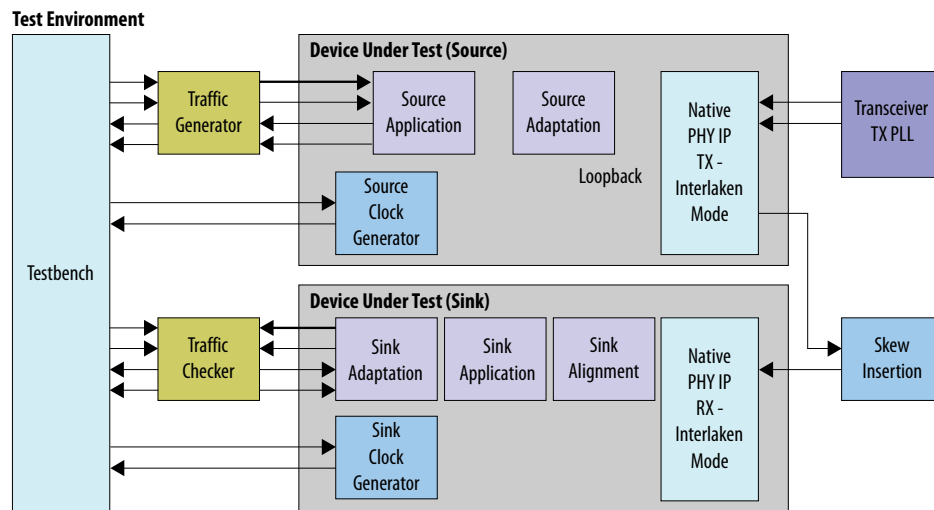 Test Environment
Device Under Test (Source)
Traffic
Generator
Source
Application
Source
Adaptation
Native
PHY IP
TX -
Interlaken
Mode
Transceiver
TX PLL
Loopback
Source
Clock
Generator
Testbench
Device Under Test (Sink)
Traffic
Checker
Sink
Adaptation
Sink
Application
Sink
Alignment
Native
PHY IP
RX -
Interlaken
Mode
Skew
Insertion
Sink
Clock
Generator